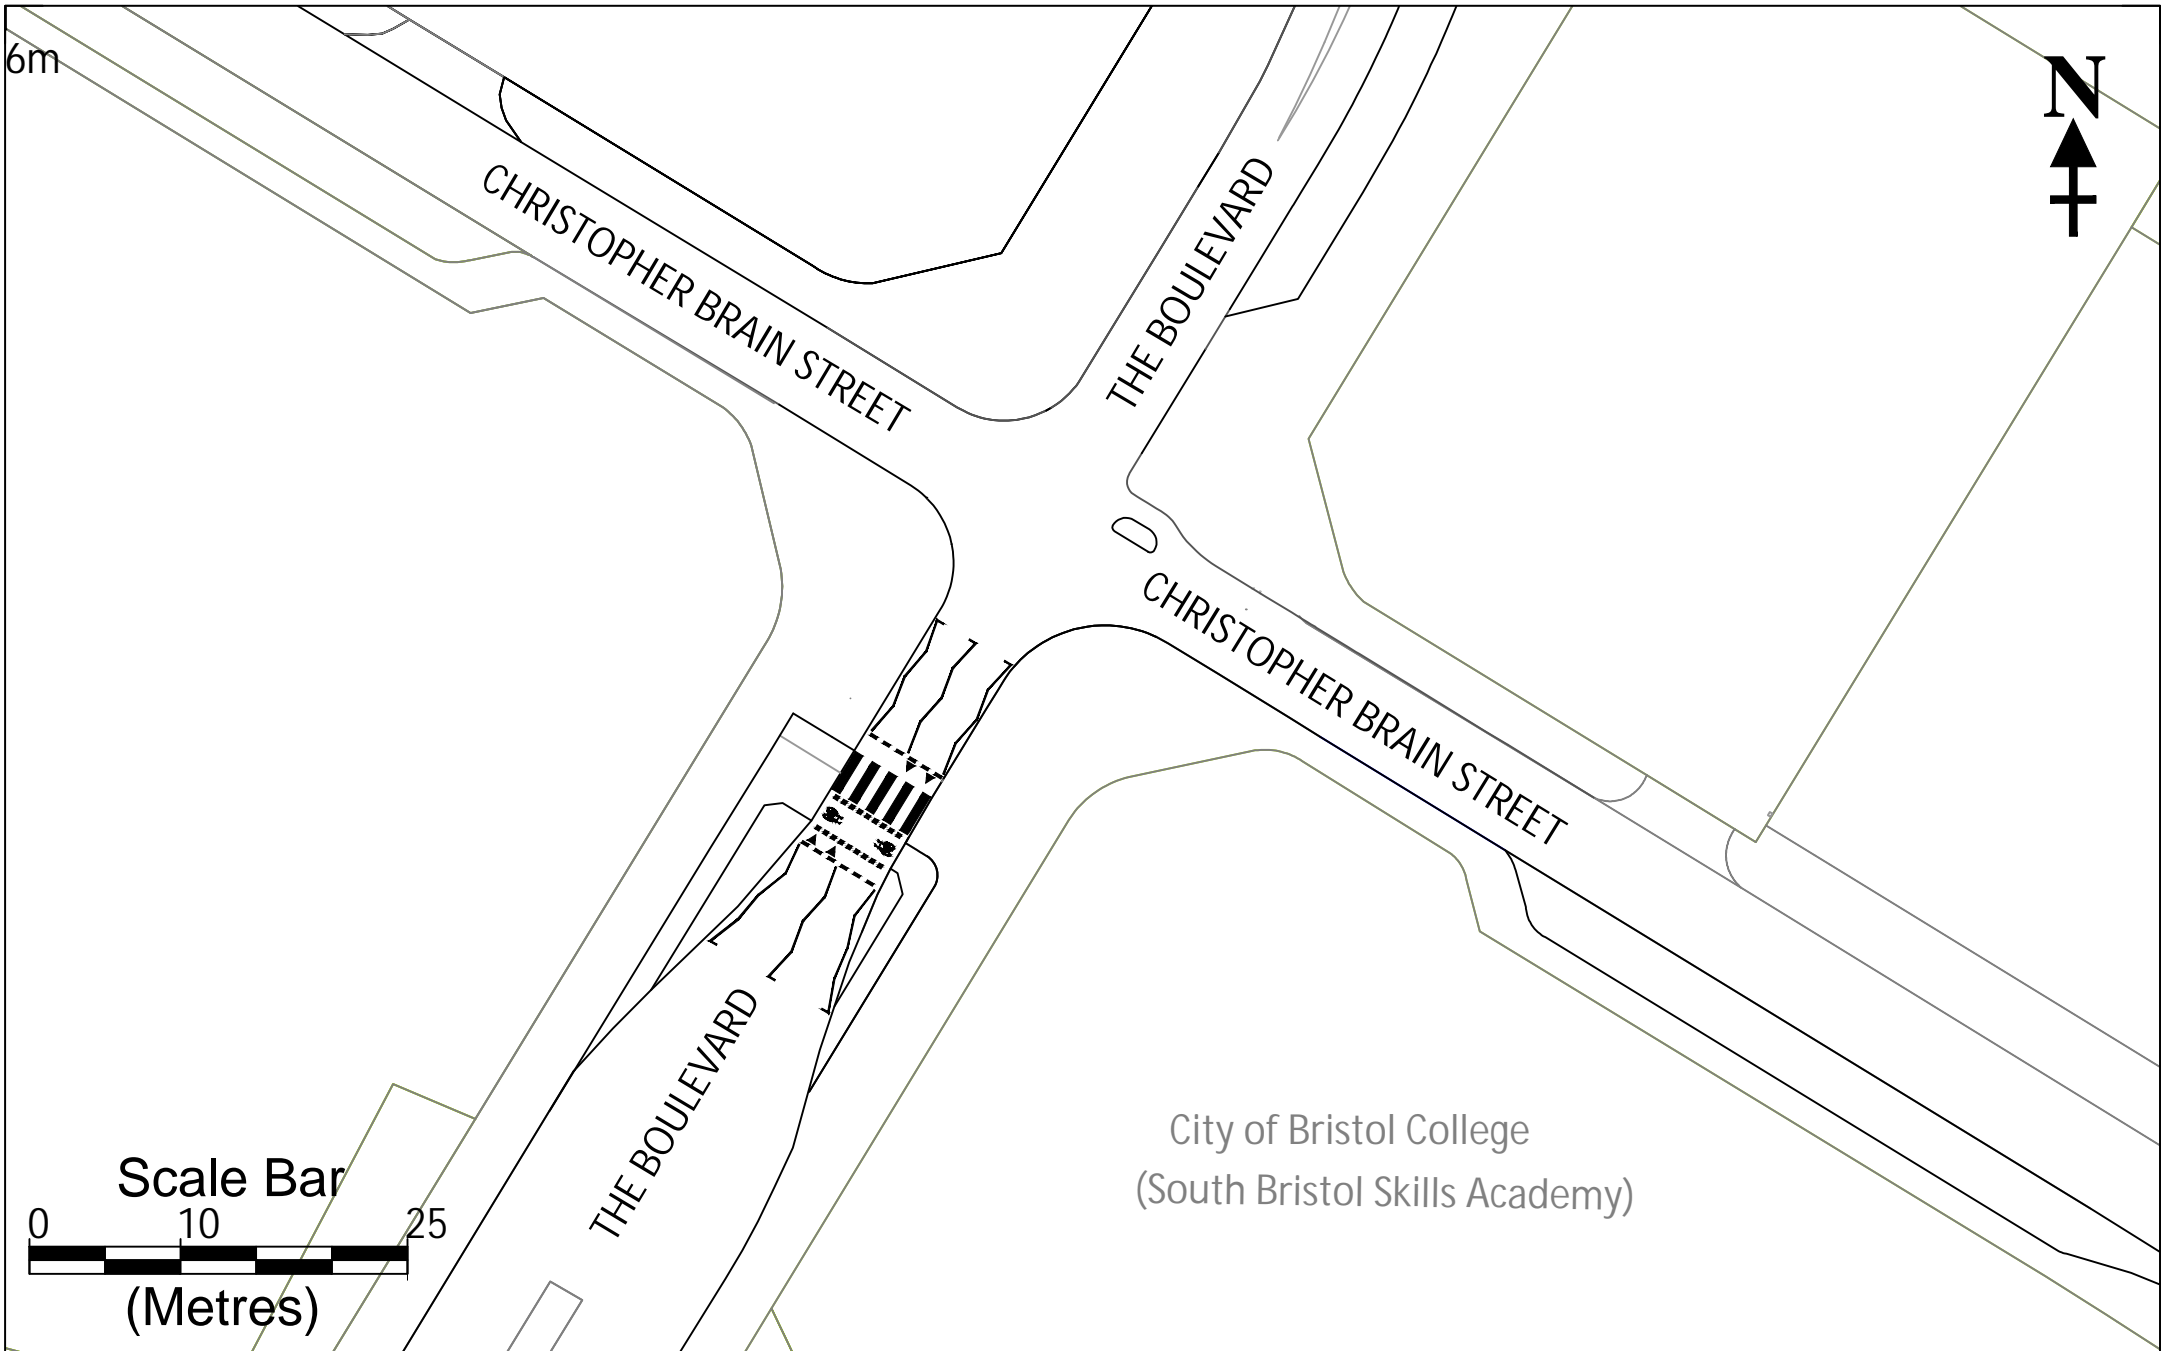 6m
N
CHRISTOPHER BRAIN STREET
THE BOULEVARD
CHRISTOPHER BRAIN STREET
THE BOULEVARD
City of Bristol College
(South Bristol Skills Academy)
Scale Bar
0 10 25
(Metres)